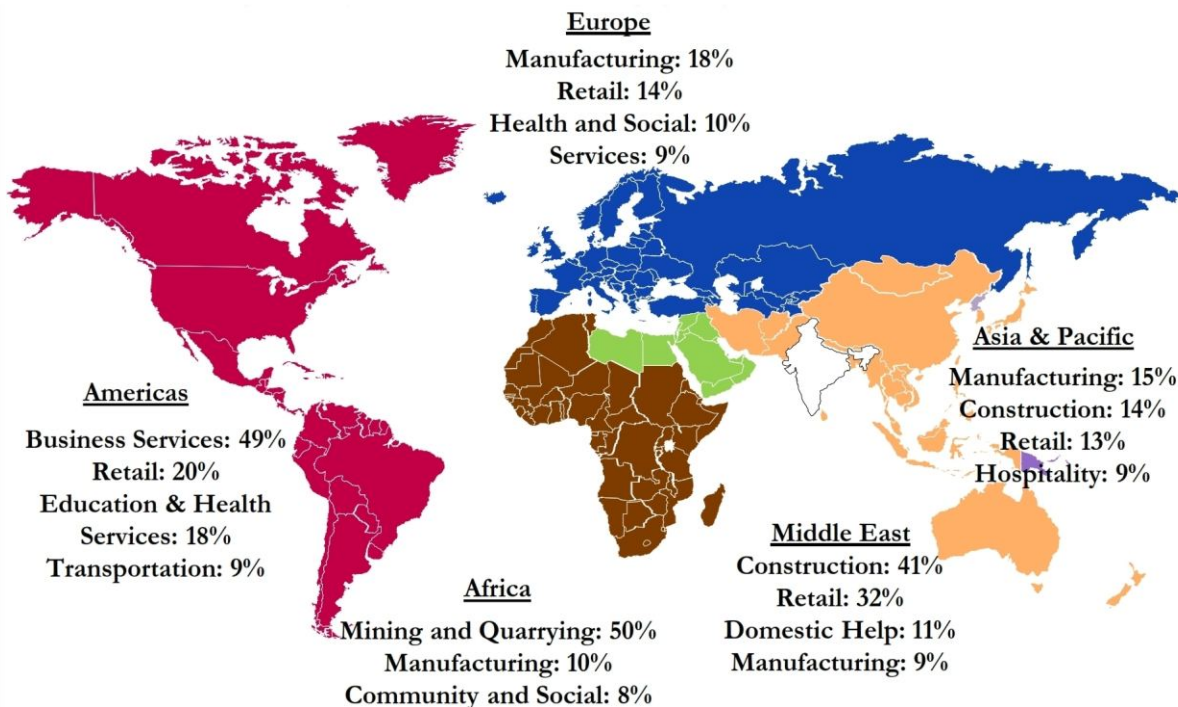 Europe
Manufacturing: 18%
Retail: 14%
Health and Social: 10%
Services: 9%
Americas
Business Services: 49%
Retail: 20%
Education & Health
Services: 18%
Transportation: 9%
Asia & Pacific
Manufacturing: 15%
Construction: 14%
Retail: 13%
Hospitality: 9%
Middle East
Construction: 41%
Retail: 32%
Domestic Help: 11%
Manufacturing: 9%
Africa
Mining and Quarrying: 50%
Manufacturing: 10%
Community and Social: 8%